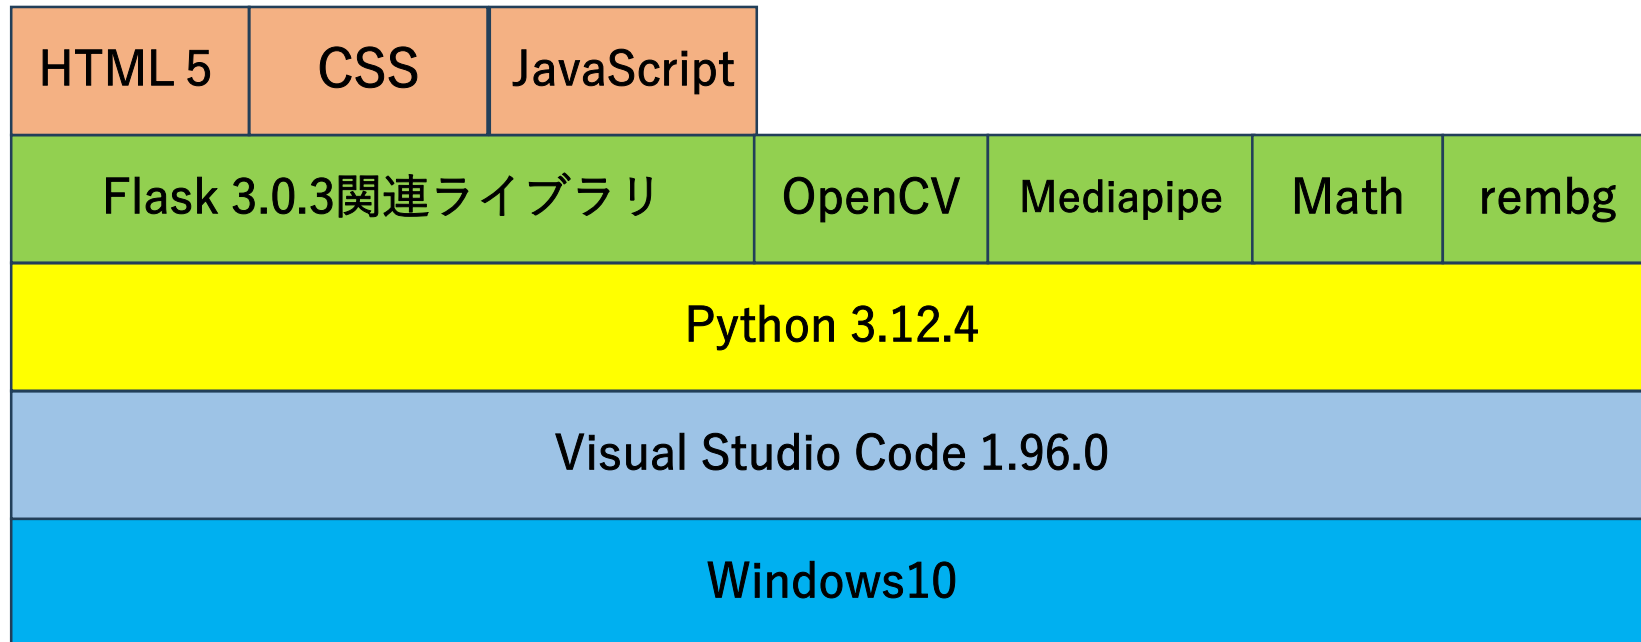 HTML 5 CSS JavaScript
Flask 3.0.3関連ライブラリ OpenCV Mediapipe Math rembg
Python 3.12.4
Visual Studio Code 1.96.0
Windows10